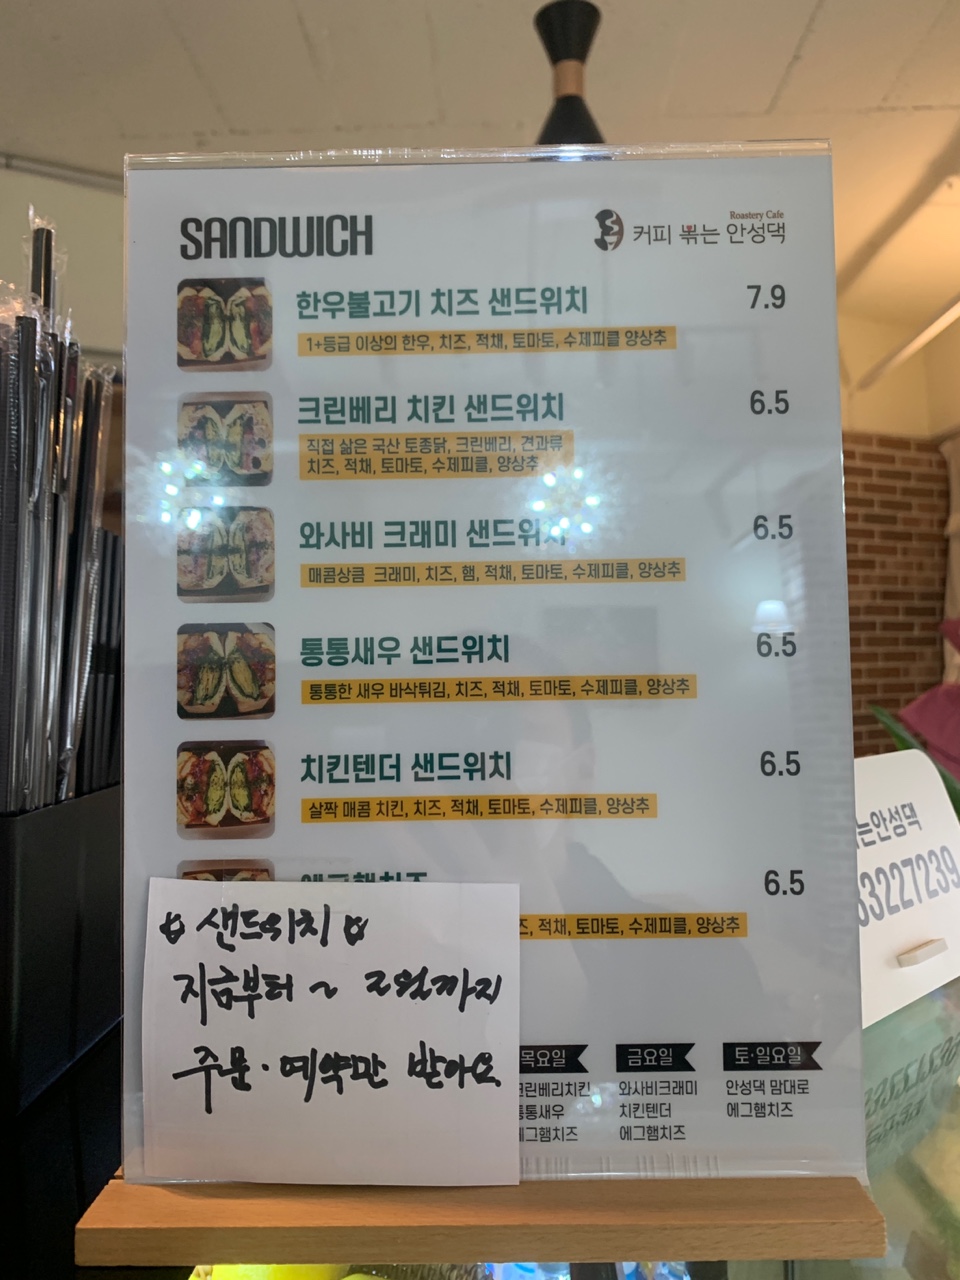 SANDWICH
Roastery Cafe
커피 볶는 안성댁
한우불고기 치즈 샌드위치
7.9
1+등급 이상의 한우, 치즈, 적채, 토마토, 수제피클 양상추
크린베리 치킨 샌드위치
6.5
직접 삶은 국산 토종닭, 크린베리, 견과류
치즈, 적채, 토마토, 수제피클, 양상추
와사비 크래미 샌드위치
6.5
매콤상큼 크래미, 치즈, 햄, 적채, 토마토, 수제피클, 양상추
통통새우 샌드위치
6.5
통통한 새우 바삭튀김, 치즈, 적채, 토마토, 수제피클, 양상추
치킨텐더 샌드위치
6.5
살짝 매콤 치킨, 치즈, 적채, 토마토, 수제피클, 양상추
에그햄치즈
6.5
적채, 토마토, 수제피클, 양상추
샌드위치
지금부터 ~ 2월까지
주문·예약만 받아요
목요일
금요일
토·일요일
크린베리치킨
와사비크래미
안성댁 맘대로
통통새우
치킨텐더
에그햄치즈
에그햄치즈
에그햄치즈
는안성댁
33227239